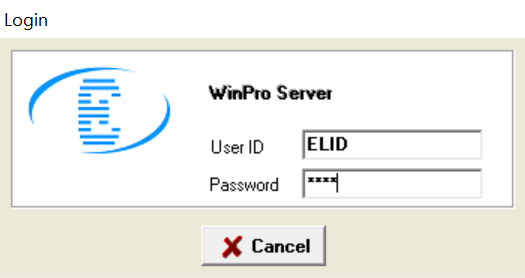 Login
WinPro Server
User ID ELID
Password ****
Cancel